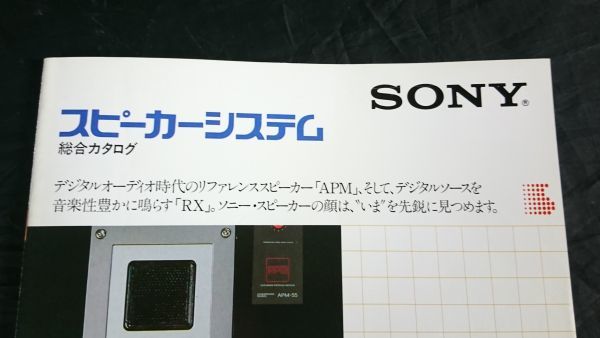 SONY®
スピーカーシステム
総合カタログ
デジタルオーディオ時代のリファレンススピーカー「APM」、そして、デジタルソースを
音楽性豊かに鳴らす「RX」。ソニー・スピーカーの顔は、〝いま〟を先鋭に見つめます。
APM-55